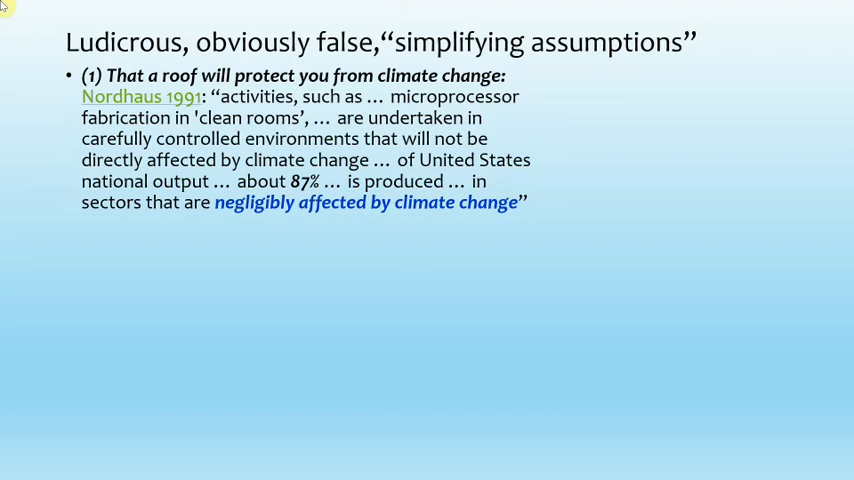 Ludicrous, obviously false,“simplifying assumptions”
• (1) That a roof will protect you from climate change:
Nordhaus 1991: “activities, such as … microprocessor
fabrication in 'clean rooms’, … are undertaken in
carefully controlled environments that will not be
directly affected by climate change … of United States
national output … about 87% … is produced … in
sectors that are negligibly affected by climate change”